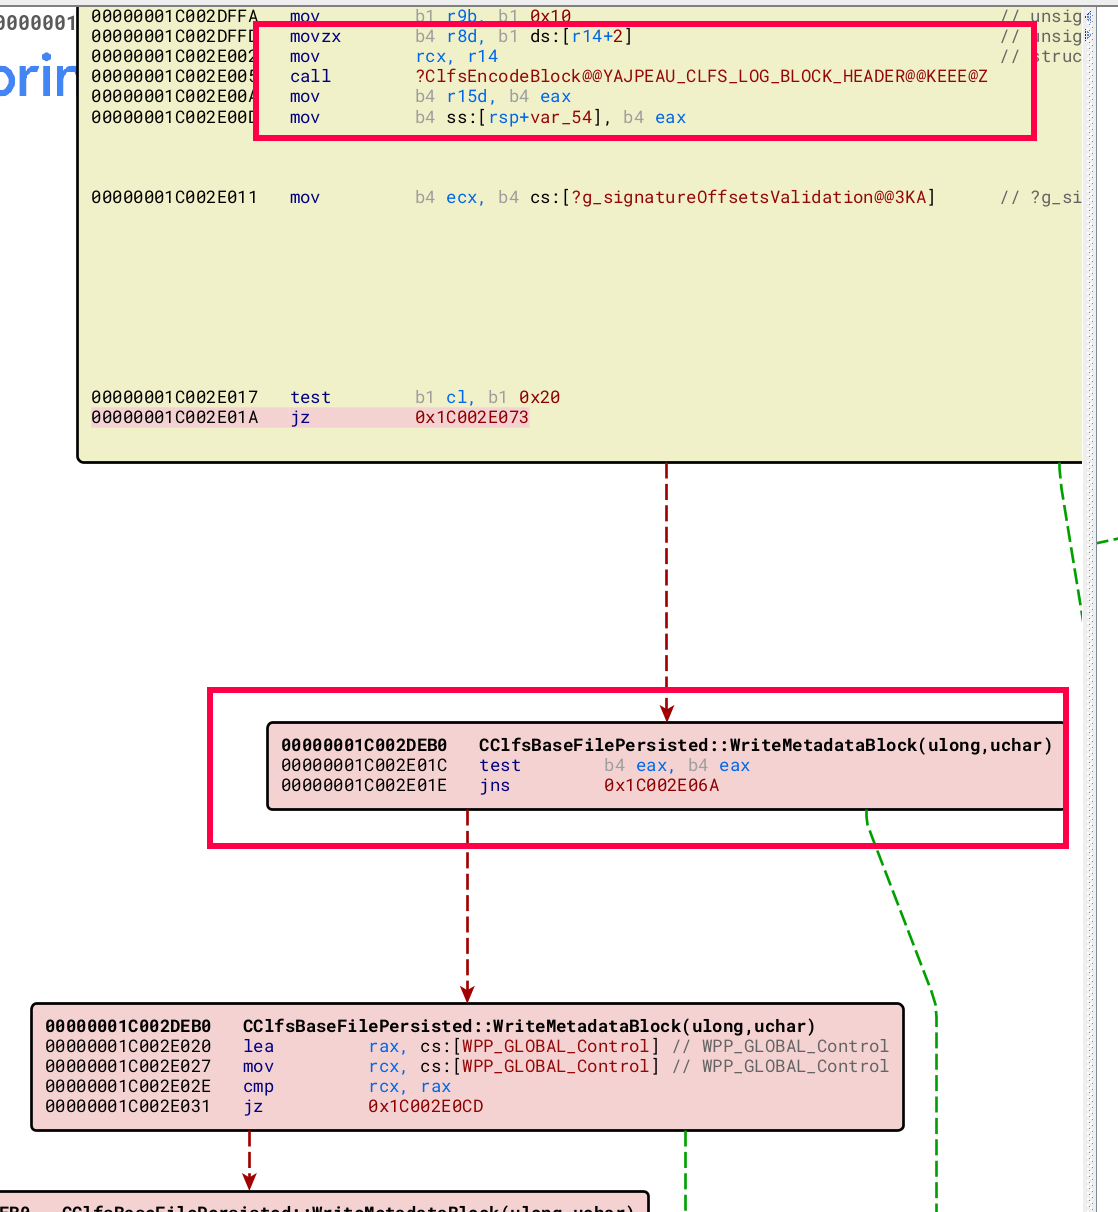 00000001C002DFFA mov b1 r9b, b1 0x10 // unsig
0000001
00000001C002DFFD movzx b4 r8d, b1 ds:[r14+2] // unsig
00000001C002E002 mov rcx, r14 // struc
prin
00000001C002E005 call ?ClfsEncodeBlock@@YAJPEAU_CLFS_LOG_BLOCK_HEADER@@KEEE@Z
00000001C002E00A mov b4 r15d, b4 eax
00000001C002E00D mov b4 ss:[rsp+var_54], b4 eax
00000001C002E011 mov b4 ecx, b4 cs:[?g_signatureOffsetsValidation@@3KA] // ?g_si
00000001C002E017 test b1 cl, b1 0x20
00000001C002E01A jz 0x1C002E073
00000001C002DEB0 CClfsBaseFilePersisted::WriteMetadataBlock(ulong,uchar)
00000001C002E01C test b4 eax, b4 eax
00000001C002E01E jns 0x1C002E06A
00000001C002DEB0 CClfsBaseFilePersisted::WriteMetadataBlock(ulong,uchar)
00000001C002E020 lea rax, cs:[WPP_GLOBAL_Control] // WPP_GLOBAL_Control
00000001C002E027 mov rcx, cs:[WPP_GLOBAL_Control] // WPP_GLOBAL_Control
00000001C002E02E cmp rcx, rax
00000001C002E031 jz 0x1C002E0CD
EB0 CClfsBaseFilePersisted::WriteMetadataBlock(ulong,uchar)